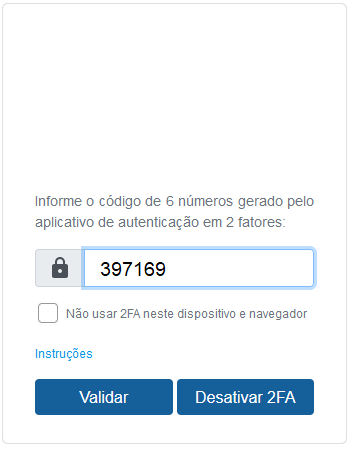 Informe o código de 6 números gerado pelo
aplicativo de autenticação em 2 fatores:
397169
Não usar 2FA neste dispositivo e navegador
Instruções
Validar
Desativar 2FA